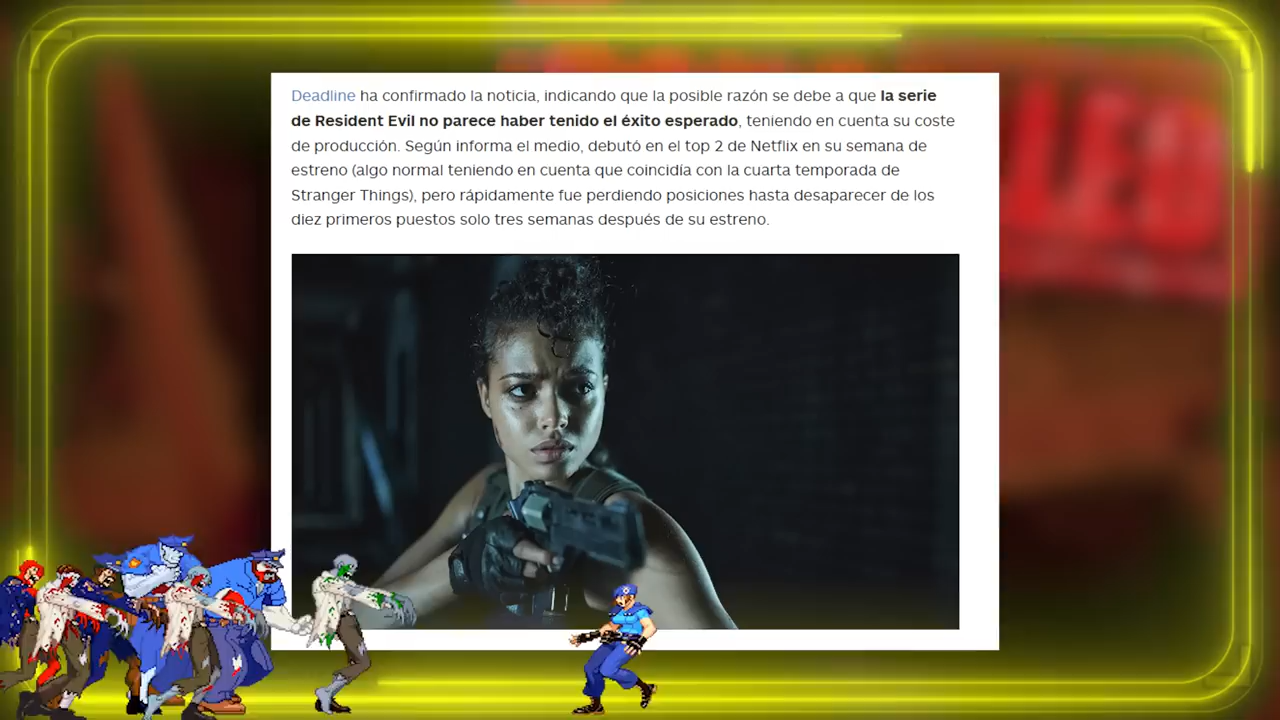 Deadline ha confirmado la noticia, indicando que la posible razón se debe a que la serie
de Resident Evil no parece haber tenido el éxito esperado, teniendo en cuenta su coste
de producción. Según informa el medio, debutó en el top 2 de Netflix en su semana de
estreno (algo normal teniendo en cuenta que coincidía con la cuarta temporada de
Stranger Things), pero rápidamente fue perdiendo posiciones hasta desaparecer de los
diez primeros puestos solo tres semanas después de su estreno.